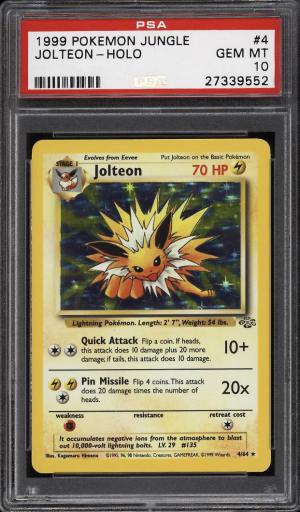 PSA
1999 POKEMON JUNGLE #4
JOLTEON-HOLO GEM MT
10
PSA 27339552
STAGE 1 Evolves from Eevee Put Jolteon on the Basic Pokémon
Jolteon 70 HP
Lightning Pokémon. Length: 2' 7", Weight: 54 lbs.
Quick Attack Flip a coin. If heads,
this attack does 10 damage plus 20 more
damage; if tails, this attack does 10 damage.
10+
Pin Missile Flip 4 coins. This attack
does 20 damage times the number of
heads.
20x
weakness resistance retreat cost
It accumulates negative ions from the atmosphere to blast
out 10,000-volt lightning bolts. LV. 29 #135
Illus. Kagemaru Himeno ©1995, 96, 98 Nintendo, Creatures, GAMEFREAK. ©1999 Wizards. 4/64 ★